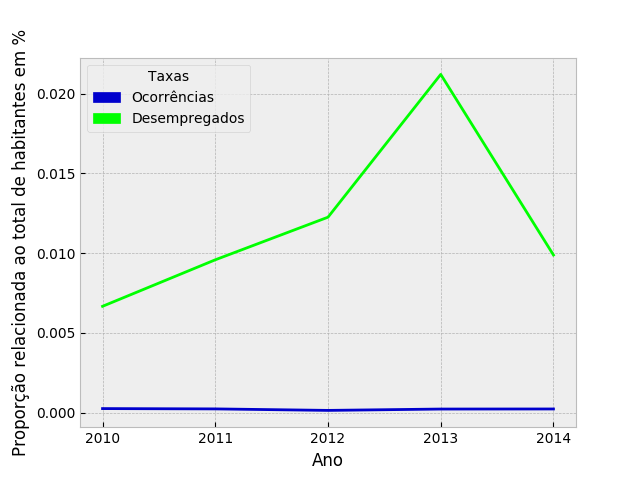 Proporção relacionada ao total de habitantes em %
Taxas
Ocorrências
Desempregados
0.020
0.015
0.010
0.005
0.000
2010 2011 2012 2013 2014
Ano